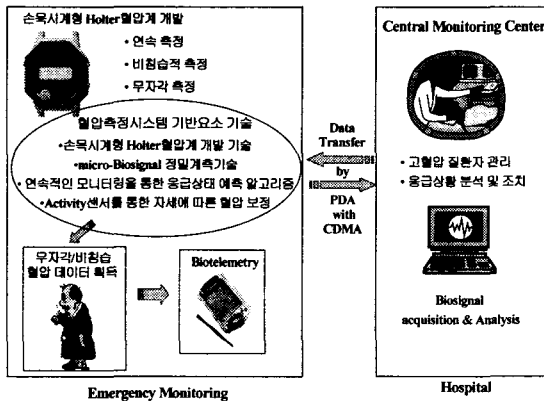 손목시계형 Holter혈압계 개발
• 연속 측정
• 비침습적 측정
• 무자각 측정
혈압측정시스템 기반요소 기술
•손목시계형 Holter혈압계 개발 기술
•micro-Biosignal 정밀계측기술
• 연속적인 모니터링을 통한 응급상태 예측 알고리즘
•Activity센서를 통한 자세에 따른 혈압 보정
무자각/비침습
혈압 데이터 획득
Biotelemetry
Emergency Monitoring
Data
Transfer
by
PDA
with
CDMA
Central Monitoring Center
• 고혈압 질환자 관리
• 응급상황 분석 및 조치
Biosignal
acquisition & Analysis
Hospital